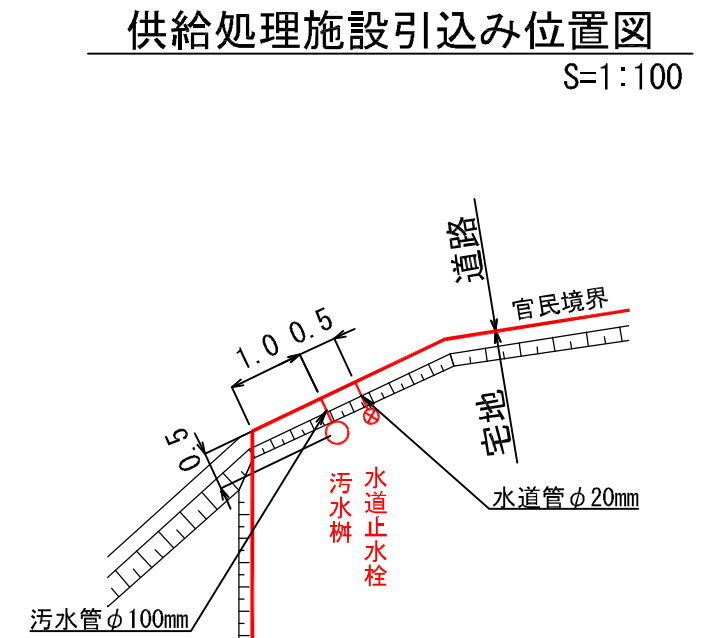 供給処理施設引込み位置図
S=1:100
道路
官民境界
1.0
0.5
宅地
0.5
汚水桝
水道止水栓
水道管φ20mm
汚水管φ100mm